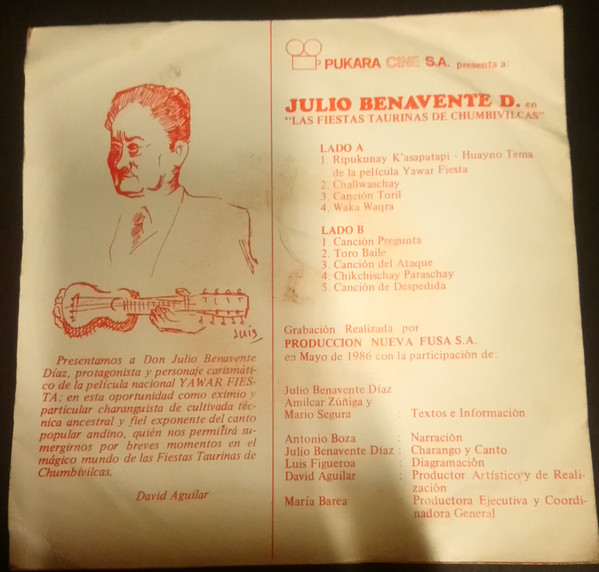 LUIS
Presentamos a Don Julio Benavente
Díaz, protagonista y personaje carismáti-
co de la película nacional YAWAR FIES-
TA, en esta oportunidad como eximio y
particular charanguista de cultivada téc-
nica ancestral y fiel exponente del canto
popular andino, quién nos permitirá su-
mergirnos por breves momentos en el
mágico mundo de las Fiestas Taurinas de
Chumbivilcas.
David Aguilar
PUKARA CINE S.A. presenta a:
JULIO BENAVENTE D. en
"LAS FIESTAS TAURINAS DE CHUMBIVILCAS"
LADO A
1. Ripukunay K'asapatapi - Huayno Tema
de la película Yawar Fiesta
2. Challwaschay
3. Canción Toril
4. Waka Waqra
LADO B
1. Canción Pregunta
2. Toro Baile
3. Canción del Ataque
4. Chikchischay Paraschay
5. Canción de Despedida
Grabación Realizada por
PRODUCCION NUEVA FUSA S.A.
en Mayo de 1986 con la participación de:
Julio Benavente Díaz
Amilcar Zúñiga y
Mario Segura : Textos e Información
Antonio Boza : Narración
Julio Benavente Díaz : Charango y Canto
Luis Figueroa : Diagramación
David Aguilar : Productor Artístico y de Reali-
zación
María Barea : Productora Ejecutiva y Coordi-
nadora General